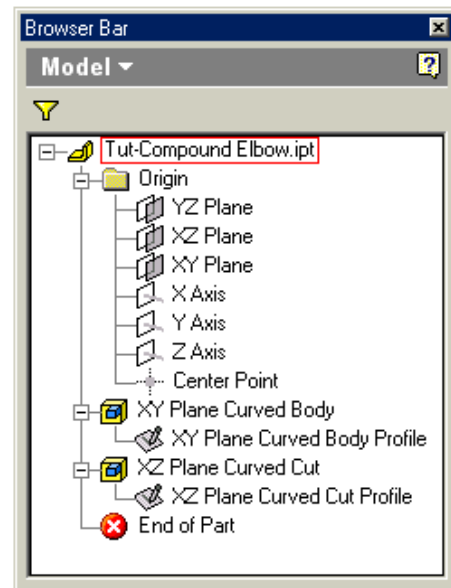 Browser Bar
Model
Tut-Compound Elbow.ipt
Origin
YZ Plane
XZ Plane
XY Plane
X Axis
Y Axis
Z Axis
Center Point
XY Plane Curved Body
XY Plane Curved Body Profile
XZ Plane Curved Cut
XZ Plane Curved Cut Profile
End of Part